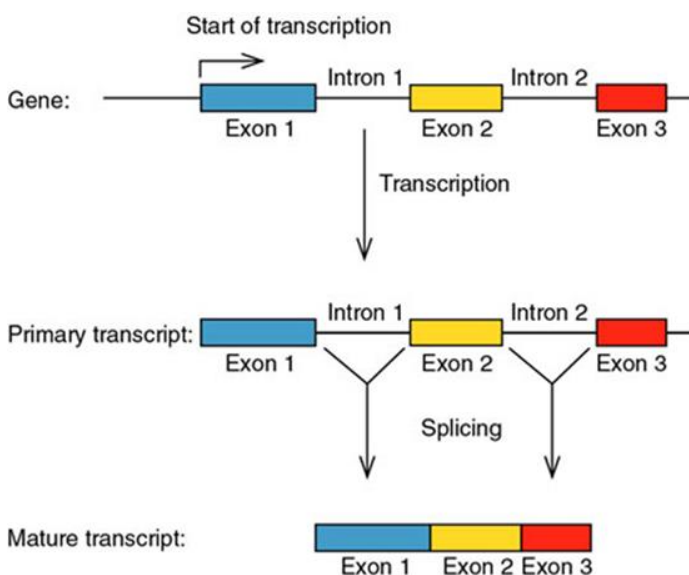 Start of transcription
Gene: Intron 1 Intron 2
Exon 1 Exon 2 Exon 3
Transcription
Primary transcript: Intron 1 Intron 2
Exon 1 Exon 2 Exon 3
Splicing
Mature transcript:
Exon 1 Exon 2 Exon 3